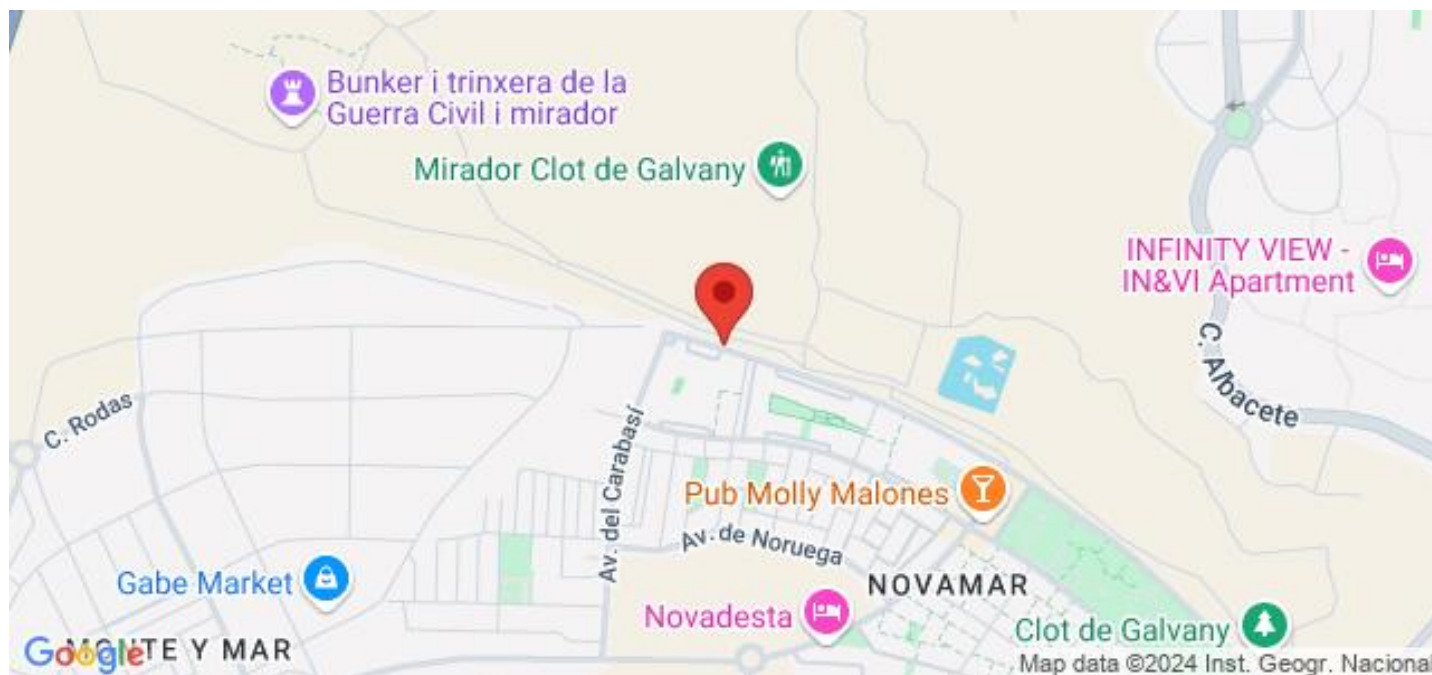 Bunker i trinxera de la
Guerra Civil i mirador
Mirador Clot de Galvany
INFINITY VIEW -
IN&VI Apartment
C. Albacete
C. Rodas
Av. del Carabasí
Pub Molly Malones
Av. de Noruega
Gabe Market
NOVAMAR
Novadesta
Clot de Galvany
Google
MONTE Y MAR
Map data ©2024 Inst. Geogr. Nacional